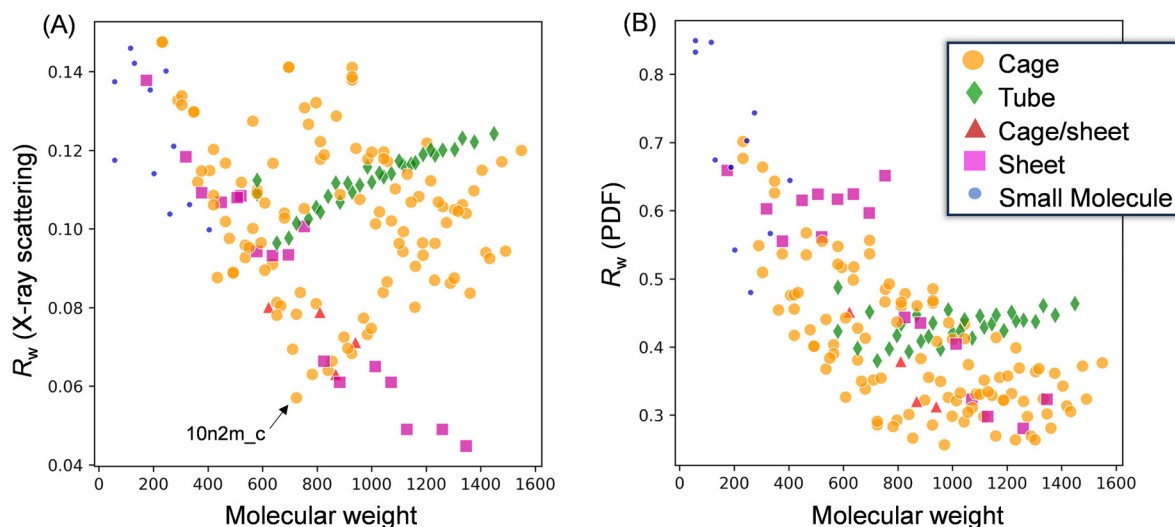 (A)
0.14
0.12
0.10
0.08
0.06
0.04
R_w (X-ray scattering)
10n2m_c
0 200 400 600 800 1000 1200 1400 1600
Molecular weight
(B)
0.8
0.7
0.6
0.5
0.4
0.3
R_w (PDF)
0 200 400 600 800 1000 1200 1400 1600
Molecular weight
Cage
Tube
Cage/sheet
Sheet
Small Molecule